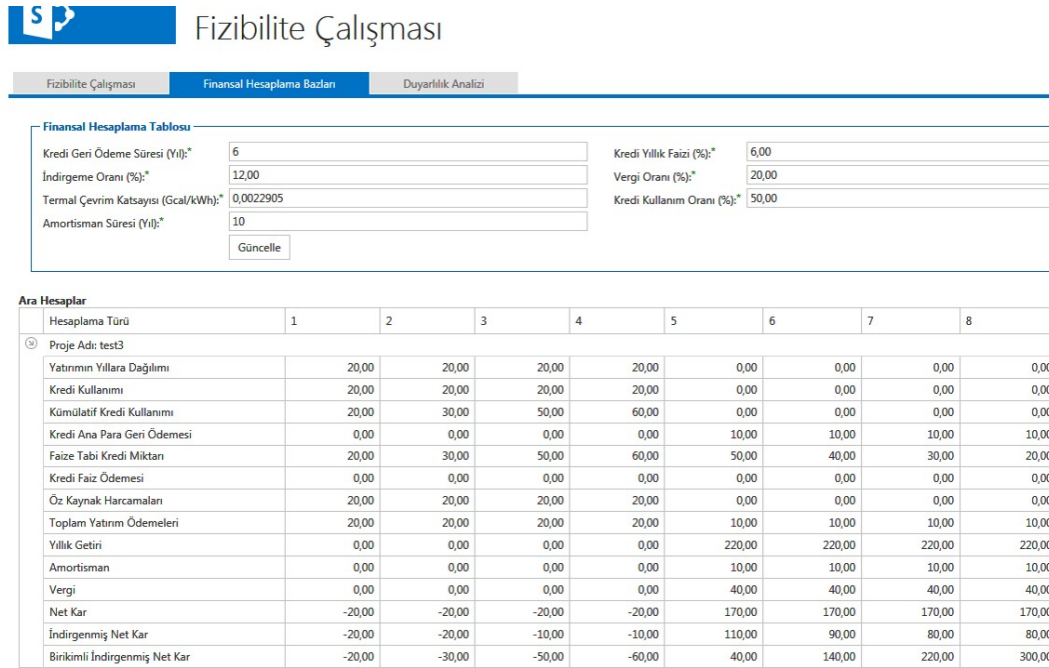 S
Fizibilite Çalışması
Fizibilite Çalışması Finansal Hesaplama Bazları Duyarlılık Analizi
Finansal Hesaplama Tablosu
Kredi Geri Ödeme Süresi (Yıl):* 6 Kredi Yıllık Faizi (%):* 6,00
İndirgeme Oranı (%):* 12,00 Vergi Oranı (%):* 20,00
Termal Çevrim Katsayısı (Gcal/kWh):* 0,0022905 Kredi Kullanım Oranı (%):* 50,00
Amortisman Süresi (Yıl):* 10
Güncelle
Ara Hesaplar
Hesaplama Türü 1 2 3 4 5 6 7 8
Proje Adı: test3
Yatırımın Yıllara Dağılımı 20,00 20,00 20,00 20,00 0,00 0,00 0,00 0,00
Kredi Kullanımı 20,00 20,00 20,00 20,00 0,00 0,00 0,00 0,00
Kümülatif Kredi Kullanımı 20,00 30,00 50,00 60,00 0,00 0,00 0,00 0,00
Kredi Ana Para Geri Ödemesi 0,00 0,00 0,00 0,00 10,00 10,00 10,00 10,00
Faize Tabi Kredi Miktarı 20,00 30,00 50,00 60,00 50,00 40,00 30,00 20,00
Kredi Faiz Ödemesi 0,00 0,00 0,00 0,00 0,00 0,00 0,00 0,00
Öz Kaynak Harcamaları 20,00 20,00 20,00 20,00 0,00 0,00 0,00 0,00
Toplam Yatırım Ödemeleri 20,00 20,00 20,00 20,00 10,00 10,00 10,00 10,00
Yıllık Getiri 0,00 0,00 0,00 0,00 220,00 220,00 220,00 220,00
Amortisman 0,00 0,00 0,00 0,00 10,00 10,00 10,00 10,00
Vergi 0,00 0,00 0,00 0,00 40,00 40,00 40,00 40,00
Net Kar -20,00 -20,00 -20,00 -20,00 170,00 170,00 170,00 170,00
İndirgenmiş Net Kar -20,00 -20,00 -10,00 -10,00 110,00 90,00 80,00 80,00
Birikimli İndirgenmiş Net Kar -20,00 -30,00 -50,00 -60,00 40,00 140,00 220,00 300,00